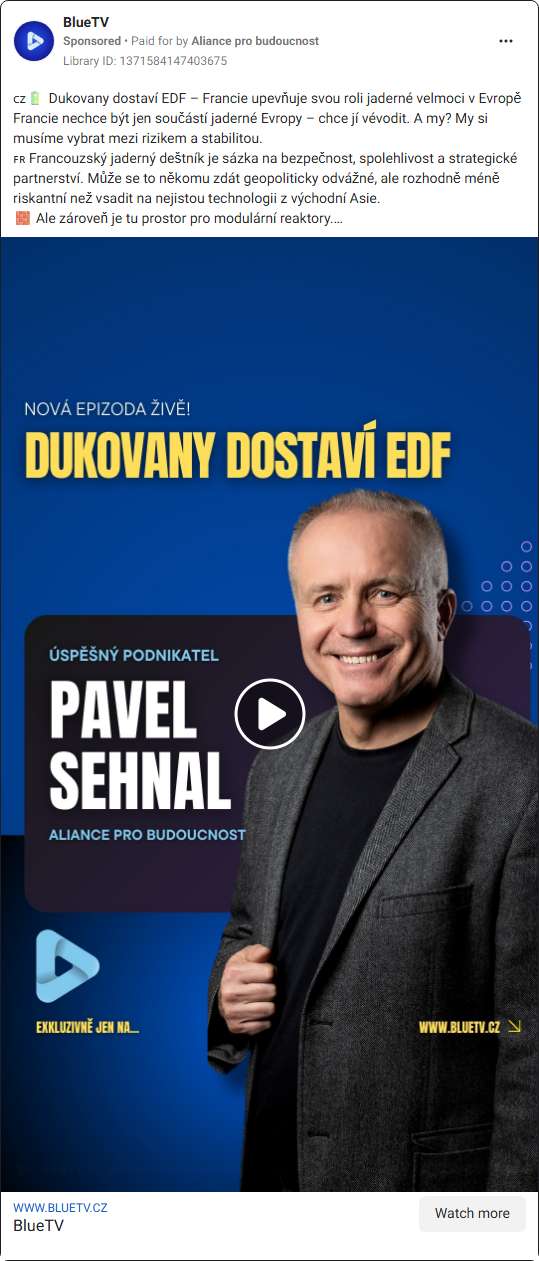 BlueTV
Sponsored • Paid for by Aliance pro budoucnost
Library ID: 1371584147403675
CZ🔋 Dukovany dostaví EDF – Francie upevňuje svou roli jaderné velmoci v Evropě
Francie nechce být jen součástí jaderné Evropy – chce jí vévodit. A my? My si
musíme vybrat mezi rizikem a stabilitou.
FR Francouzský jaderný deštník je sázka na bezpečnost, spolehlivost a strategické
partnerství. Může se to někomu zdát geopoliticky odvážné, ale rozhodně méně
riskantní než vsadit na nejistou technologii z východní Asie.
🧱 Ale zároveň je tu prostor pro modulární reaktory....
NOVÁ EPIZODA ŽIVĚ!
DUKOVANY DOSTAVÍ EDF
ÚSPĚŠNÝ PODNIKATEL
PAVEL
SEHNAL
ALIANCE PRO BUDOUCNOST
EXKLUZIVNĚ JEN NA...
WWW.BLUETV.CZ
WWW.BLUETV.CZ
BlueTV
Watch more